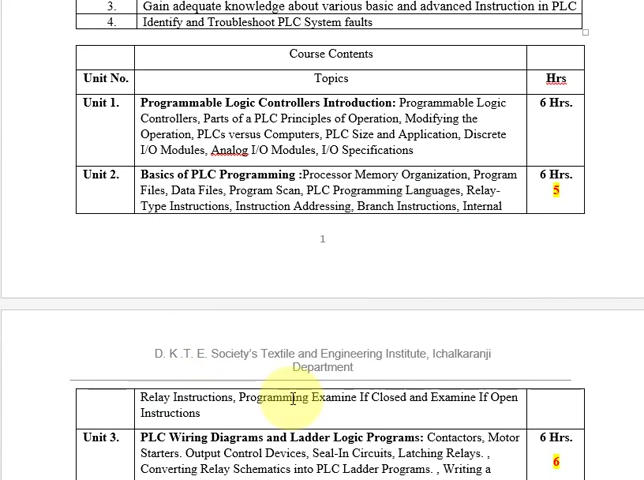 3. Gain adequate knowledge about various basic and advanced Instruction in PLC
4. Identify and Troubleshoot PLC System faults
Course Contents
Unit No. Topics Hrs
Unit 1. Programmable Logic Controllers Introduction: Programmable Logic 6 Hrs.
Controllers, Parts of a PLC Principles of Operation, Modifying the
Operation, PLCs versus Computers, PLC Size and Application, Discrete
I/O Modules, Analog I/O Modules, I/O Specifications
Unit 2. Basics of PLC Programming :Processor Memory Organization, Program 6 Hrs.
Files, Data Files, Program Scan, PLC Programming Languages, Relay- 5
Type Instructions, Instruction Addressing, Branch Instructions, Internal
1
D. K .T. E. Society's Textile and Engineering Institute, Ichalkaranji
Department
Relay Instructions, Programming Examine If Closed and Examine If Open
Instructions
Unit 3. PLC Wiring Diagrams and Ladder Logic Programs: Contactors, Motor 6 Hrs.
Starters. Output Control Devices, Seal-In Circuits, Latching Relays. , 6
Converting Relay Schematics into PLC Ladder Programs. , Writing a